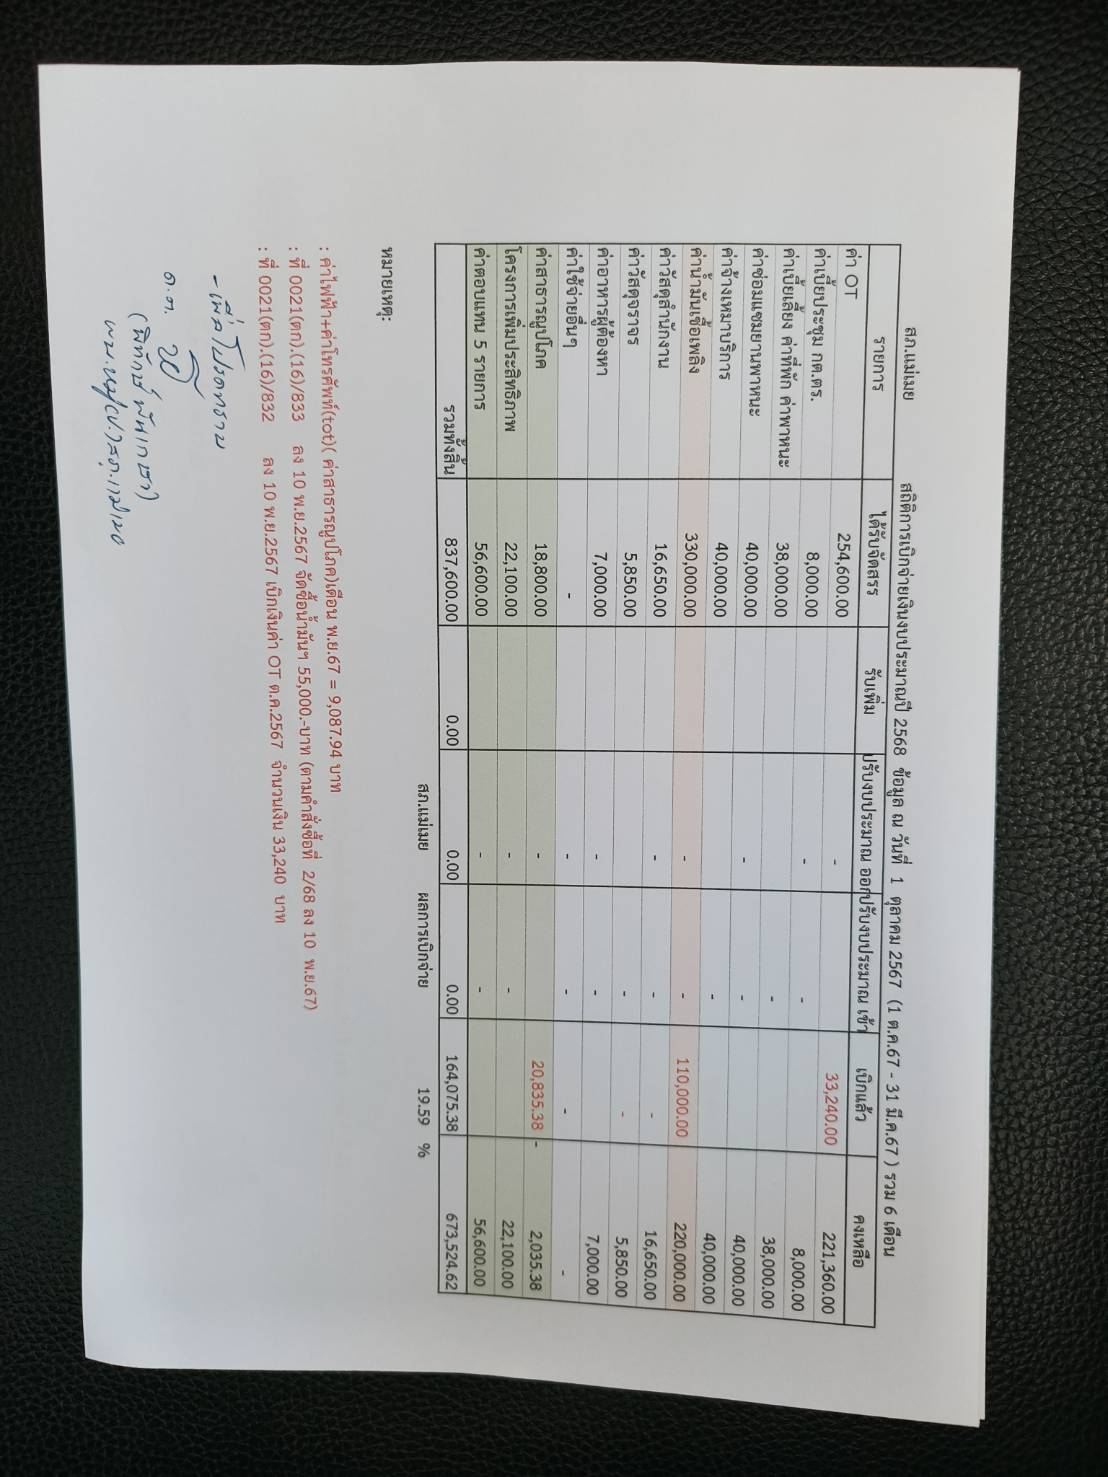 สภ.แม่เมย สถิติการเบิกจ่ายเงินงบประมาณปี 2568 ข้อมูล ณ วันที่ 1 ตุลาคม 2567 (1 ต.ค.67 - 31 มี.ค.67 ) รวม 6 เดือน
รายการ ได้รับจัดสรร รับเพิ่ม ปรับงบประมาณ ออก ปรับงบประมาณ เข้า เบิกแล้ว คงเหลือ
ค่า OT 254,600.00 - 33,240.00 221,360.00
ค่าเบี้ยประชุม กต.ตร. 8,000.00 - - 8,000.00
ค่าเบี้ยเลี้ยง ค่าที่พัก ค่าพาหนะ 38,000.00 - 38,000.00
ค่าซ่อมแซมยานพาหนะ 40,000.00 - - 40,000.00
ค่าจ้างเหมาบริการ 40,000.00 - 40,000.00
ค่าน้ำมันเชื้อเพลิง 330,000.00 - - 110,000.00 220,000.00
ค่าวัสดุสำนักงาน 16,650.00 - - - 16,650.00
ค่าวัสดุจราจร 5,850.00 - - 5,850.00
ค่าอาหารผู้ต้องหา 7,000.00 - - 7,000.00
ค่าใช้จ่ายอื่นๆ - - - - -
ค่าสาธารณูปโภค 18,800.00 - 20,835.38 - 2,035.38
โครงการเพิ่มประสิทธิภาพ 22,100.00 - - 22,100.00
ค่าตอบแทน 5 รายการ 56,600.00 - - 56,600.00
รวมทั้งสิ้น 837,600.00 0.00 0.00 0.00 164,075.38 673,524.62
สภ.แม่เมย ผลการเบิกจ่าย 19.59 %
หมายเหตุ:
: ค่าไฟฟ้า+ค่าโทรศัพท์(tot)( ค่าสาธารณูปโภค)เดือน พ.ย.67 = 9,087.94 บาท
: ที่ 0021(ตก).(16)/833 ลง 10 พ.ย.2567 จัดซื้อน้ำมันฯ 55,000.-บาท (ตามคำสั่งซื้อที่ 2/68 ลง 10 พ.ย.67)
: ที่ 0021(ตก).(16)/832 ลง 10 พ.ย.2567 เบิกเงินค่า OT ต.ค.2567 จำนวนเงิน 33,240 บาท
- เพื่อโปรดทราบ
ด.ต.